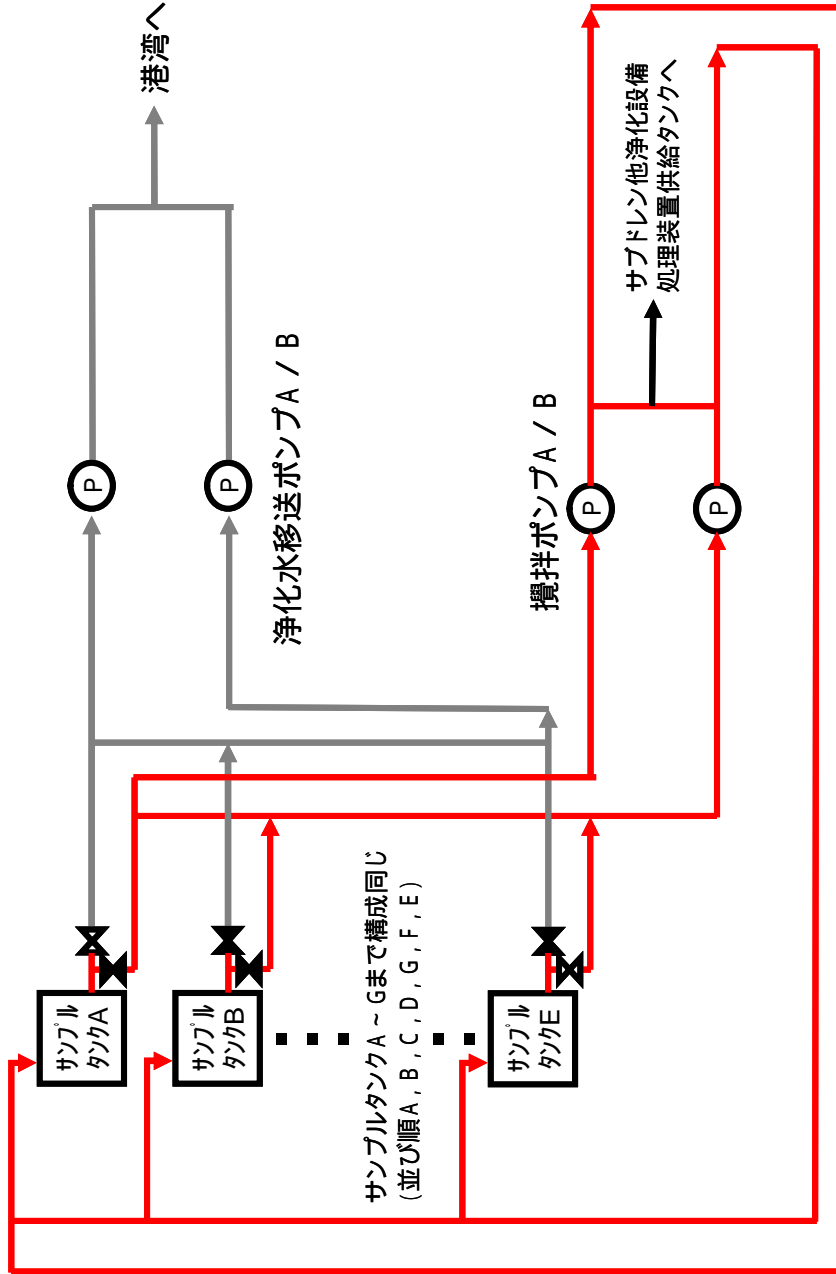 港湾へ
サブドレン他浄化設備
処理装置供給タンクへ
P
P
浄化水移送ポンプA／B
攪拌ポンプA／B
P
P
サンプル
タンクA
サンプル
タンクB
サンプルタンクA～Gまで構成同じ
(並び順A,B,C,D,G,F,E)
サンプル
タンクE